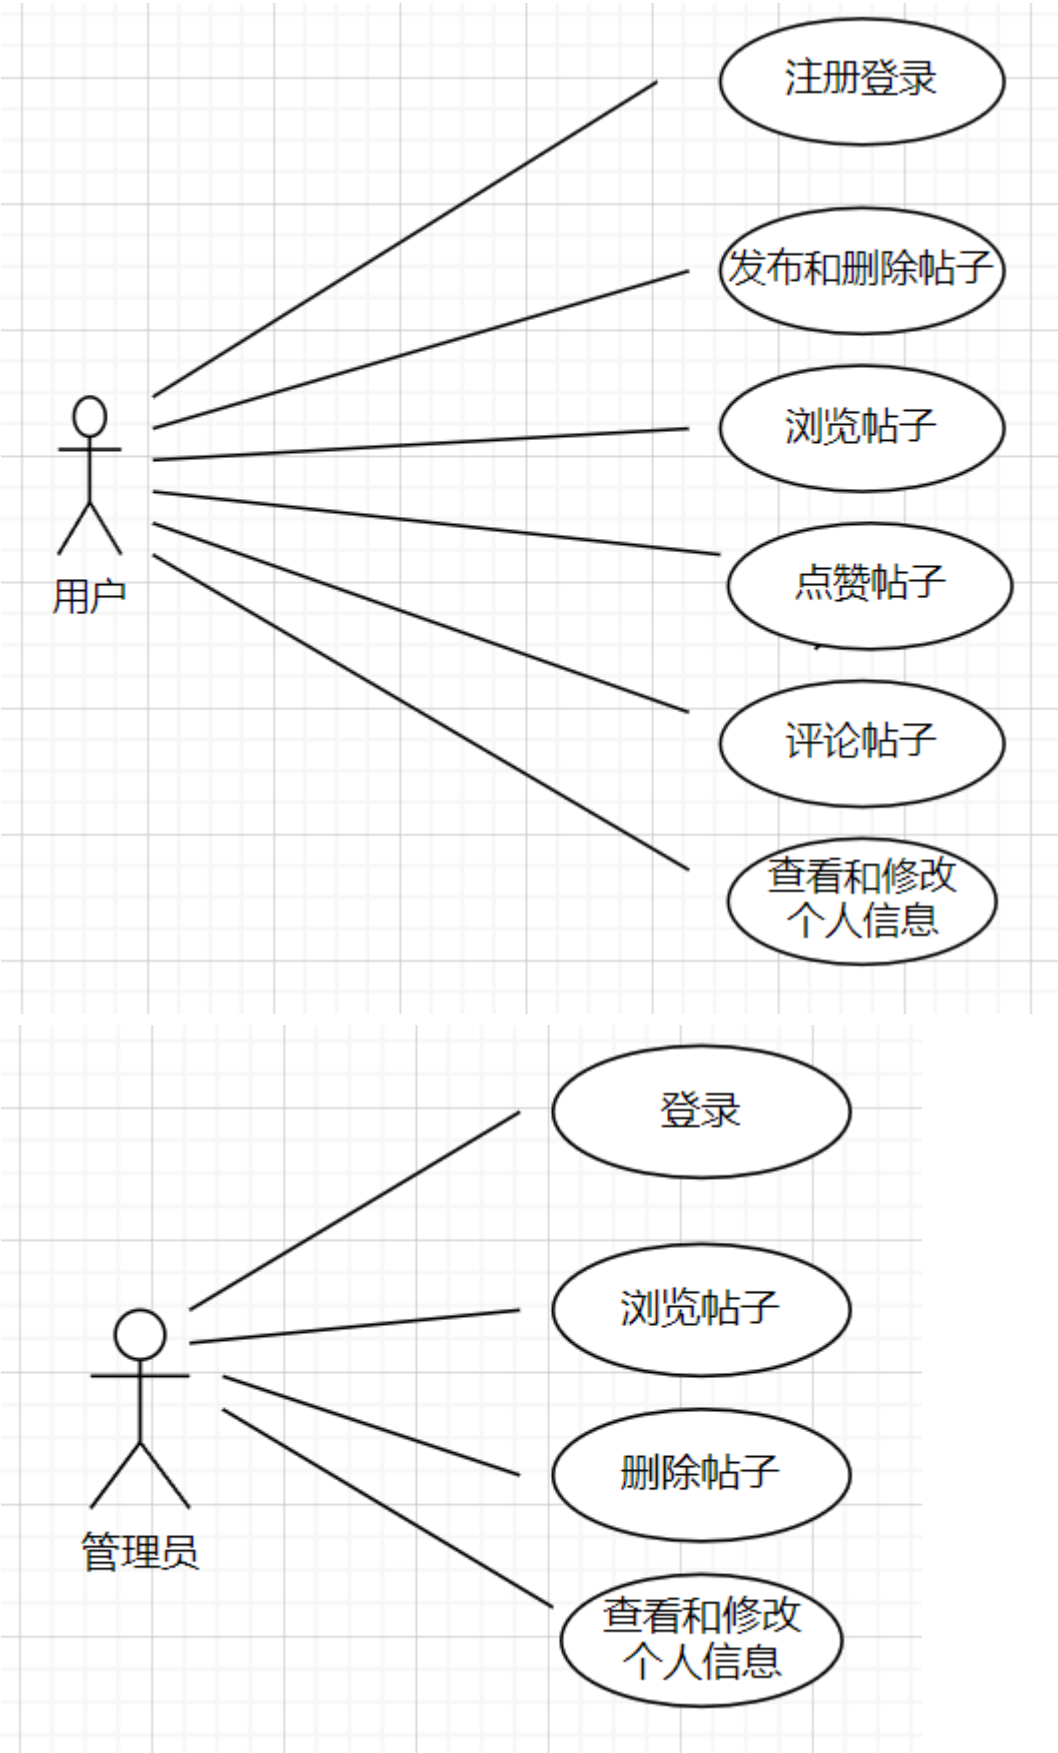 注册登录
发布和删除帖子
浏览帖子
点赞帖子
用户
评论帖子
查看和修改
个人信息
登录
浏览帖子
删除帖子
管理员
查看和修改
个人信息